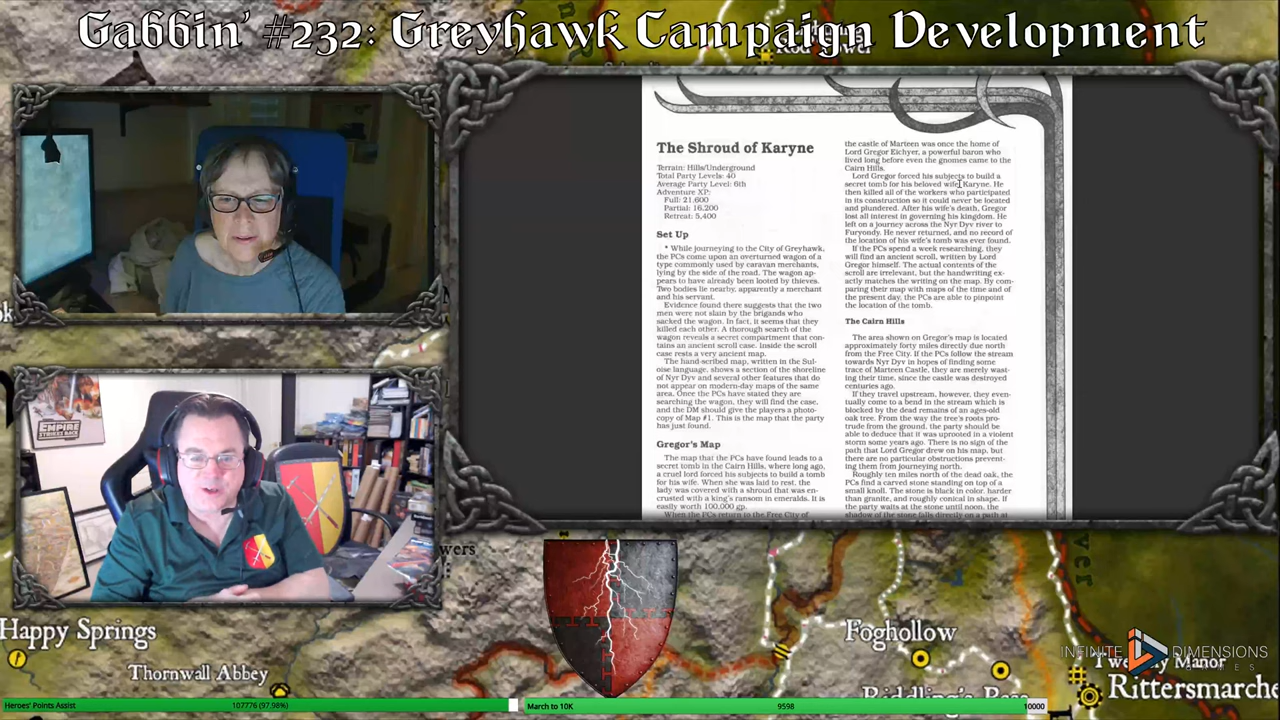 Gabbin' #232: Greyhawk Campaign Development
The Shroud of Karyne
Terrain: Hills/Underground
Total Party Levels: 40
Average Party Level: 6th
Adventure XP:
Full: 21,600
Partial: 16,200
Retreat: 5,400
Set Up
* While journeying to the City of Greyhawk,
the PCs come upon an overturned wagon of a
type commonly used by caravan merchants,
lying by the side of the road. The wagon ap-
pears to have already been looted by thieves.
Two bodies lie nearby, apparently a merchant
and his servant.
Evidence found there suggests that the two
men were not slain by the brigands who
sacked the wagon. In fact, it seems that they
killed each other. A thorough search of the
wagon reveals a secret compartment that con-
tains an ancient scroll case. Inside the scroll
case rests a very ancient map.
The hand-scribed map, written in the Sul-
oise language, shows a section of the shoreline
of Nyr Dyv and several other features that do
not appear on modern-day maps of the same
area. Once the PCs have stated they are
searching the wagon, they will find the case,
and the DM should give the players a photo-
copy of Map #1. This is the map that the party
has just found.
Gregor's Map
The map that the PCs have found leads to a
secret tomb in the Cairn Hills, where long ago,
a cruel lord forced his subjects to build a tomb
for his wife. When she was laid to rest, the
lady was covered with a shroud that was en-
crusted with a king's ransom in emeralds. It is
easily worth 100,000 gp.
When the PCs return to the Free City of
the castle of Marteen was once the home of
Lord Gregor Eichyer, a powerful baron who
lived long before even the gnomes came to the
Cairn Hills.
Lord Gregor forced his subjects to build a
secret tomb for his beloved wife, Karyne. He
then killed all of the workers who participated
in its construction so it could never be located
and plundered. After his wife's death, Gregor
lost all interest in governing his kingdom. He
left on a journey across the Nyr Dyv river to
Furyondy. He never returned, and no record of
the location of his wife's tomb was ever found.
If the PCs spend a week researching, they
will find an ancient scroll, written by Lord
Gregor himself. The actual contents of the
scroll are irrelevant, but the handwriting ex-
actly matches the writing on the map. By com-
paring their map with maps of the time and of
the present day, the PCs are able to pinpoint
the location of the tomb.
The Cairn Hills
The area shown on Gregor's map is located
approximately forty miles directly due north
from the Free City. If the PCs follow the stream
towards Nyr Dyv in hopes of finding some
trace of Marteen Castle, they are merely wast-
ing their time, since the castle was destroyed
centuries ago.
If they travel upstream, however, they even-
tually come to a bend in the stream which is
blocked by the dead remains of an ages-old
oak tree. From the way the tree's roots pro-
trude from the ground, the party should be
able to deduce that it was uprooted in a violent
storm some years ago. There is no sign of the
path that Lord Gregor drew on his map, but
there are no particular obstructions prevent-
ing them from journeying north.
Roughly ten miles north of the dead oak, the
PCs find a carved stone standing on top of a
small knoll. The stone is black in color, harder
than granite, and roughly conical in shape. If
the party waits at the stone until noon, the
shadow of the stone falls directly on a path at
THE EMPIRE STRIKES BACK
Happy Springs
Thornwall Abbey
Foghollow
INFINITE DIMENSIONS
GAMES
Manor
Rittersmarche
Heroes' Points Assist
107776 (97.98%)
March to 10K
9598
10000